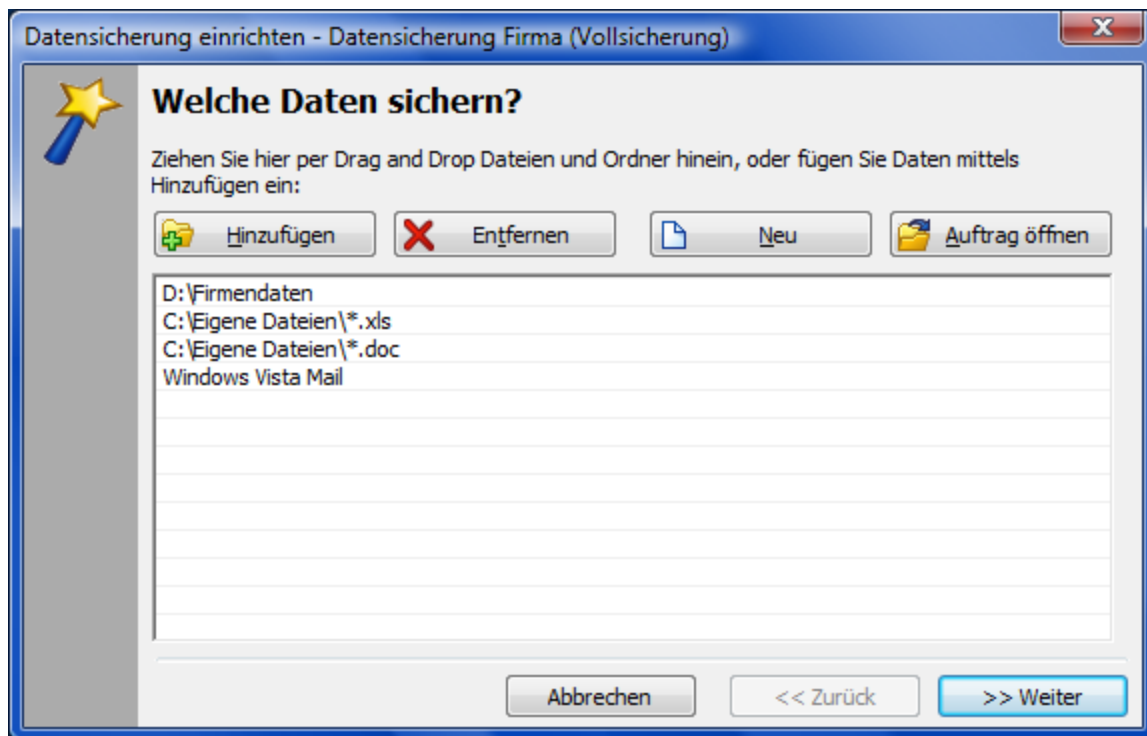 Datensicherung einrichten - Datensicherung Firma (Vollsicherung)
Welche Daten sichern?
Ziehen Sie hier per Drag and Drop Dateien und Ordner hinein, oder fügen Sie Daten mittels
Hinzufügen ein:
Hinzufügen Entfernen Neu Auftrag öffnen
D:\Firmendaten
C:\Eigene Dateien\*.xls
C:\Eigene Dateien\*.doc
Windows Vista Mail
Abbrechen << Zurück >> Weiter